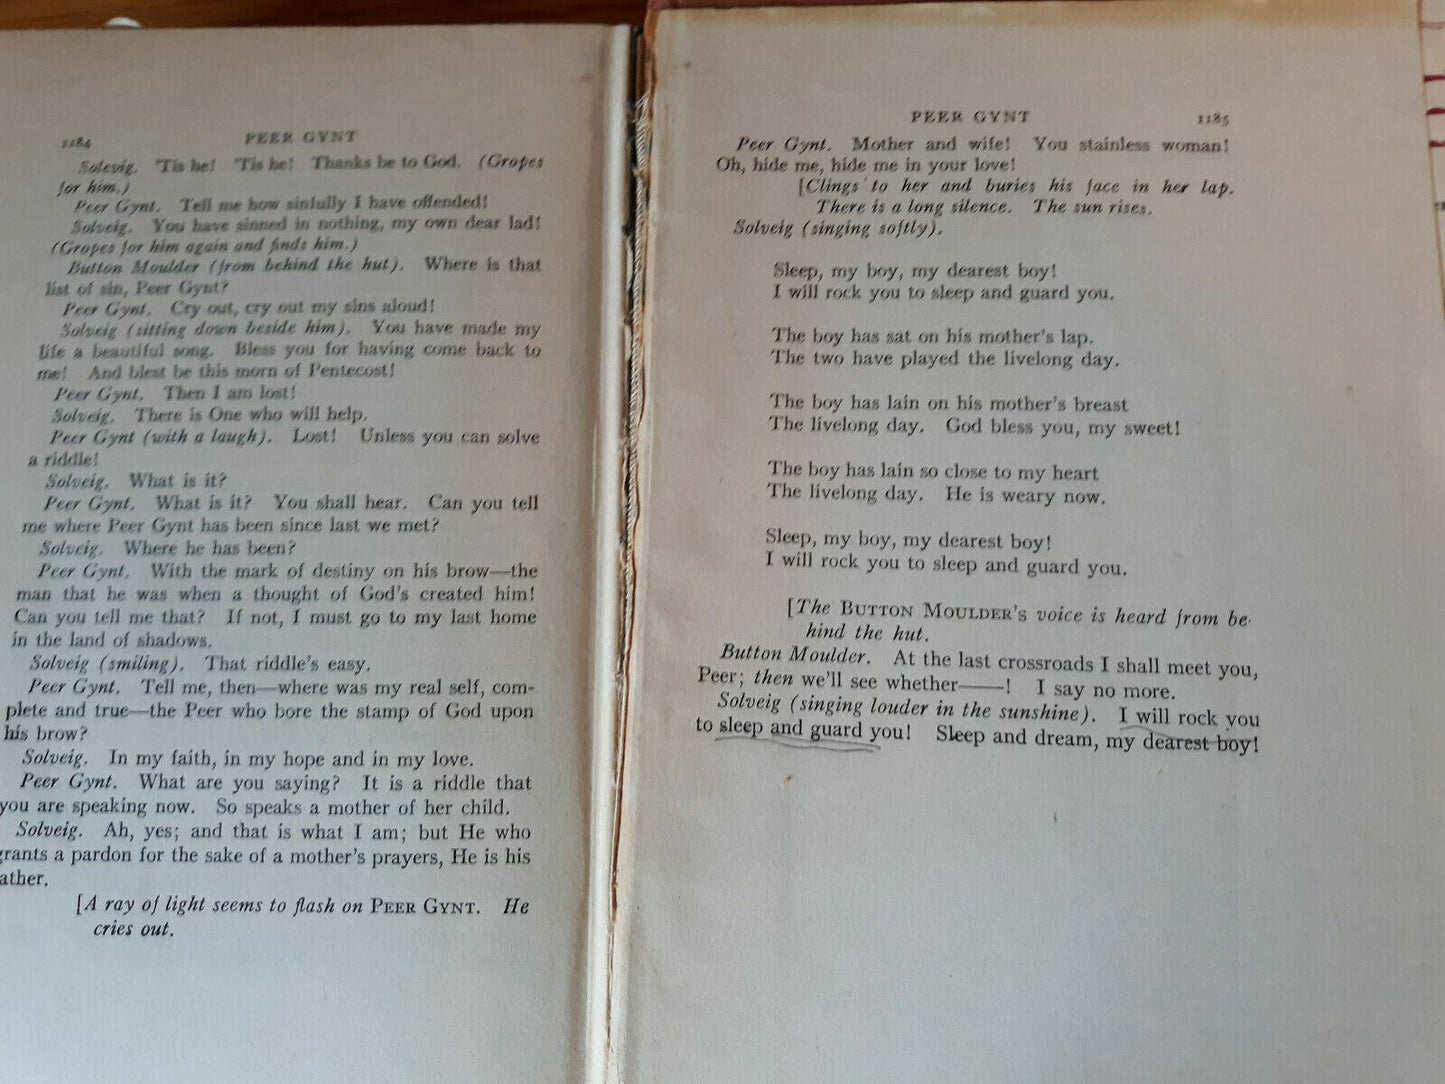 1184 PEER GYNT
Solevig. 'Tis he! 'Tis he! Thanks be to God. (Gropes
for him.)
Peer Gynt. Tell me how sinfully I have offended!
Solveig. You have sinned in nothing, my own dear lad!
(Gropes for him again and finds him.)
Button Moulder (from behind the hut). Where is that
list of sin, Peer Gynt?
Peer Gynt. Cry out, cry out my sins aloud!
Solveig (sitting down beside him). You have made my
life a beautiful song. Bless you for having come back to
me! And blest be this morn of Pentecost!
Peer Gynt. Then I am lost!
Solveig. There is One who will help.
Peer Gynt (with a laugh). Lost! Unless you can solve
a riddle!
Solveig. What is it?
Peer Gynt. What is it? You shall hear. Can you tell
me where Peer Gynt has been since last we met?
Solveig. Where he has been?
Peer Gynt. With the mark of destiny on his brow—the
man that he was when a thought of God's created him!
Can you tell me that? If not, I must go to my last home
in the land of shadows.
Solveig (smiling). That riddle's easy.
Peer Gynt. Tell me, then—where was my real self, com-
plete and true—the Peer who bore the stamp of God upon
his brow?
Solveig. In my faith, in my hope and in my love.
Peer Gynt. What are you saying? It is a riddle that
you are speaking now. So speaks a mother of her child.
Solveig. Ah, yes; and that is what I am; but He who
grants a pardon for the sake of a mother's prayers, He is his
ather.
[A ray of light seems to flash on PEER GYNT. He
cries out.
PEER GYNT 1185
Peer Gynt. Mother and wife! You stainless woman!
Oh, hide me, hide me in your love!
[Clings to her and buries his face in her lap.
There is a long silence. The sun rises.
Solveig (singing softly).
Sleep, my boy, my dearest boy!
I will rock you to sleep and guard you.
The boy has sat on his mother's lap.
The two have played the livelong day.
The boy has lain on his mother's breast
The livelong day. God bless you, my sweet!
The boy has lain so close to my heart
The livelong day. He is weary now.
Sleep, my boy, my dearest boy!
I will rock you to sleep and guard you.
[The BUTTON MOULDER'S voice is heard from be-
hind the hut.
Button Moulder. At the last crossroads I shall meet you,
Peer; then we'll see whether——! I say no more.
Solveig (singing louder in the sunshine). I will rock you
to sleep and guard you! Sleep and dream, my dearest boy!